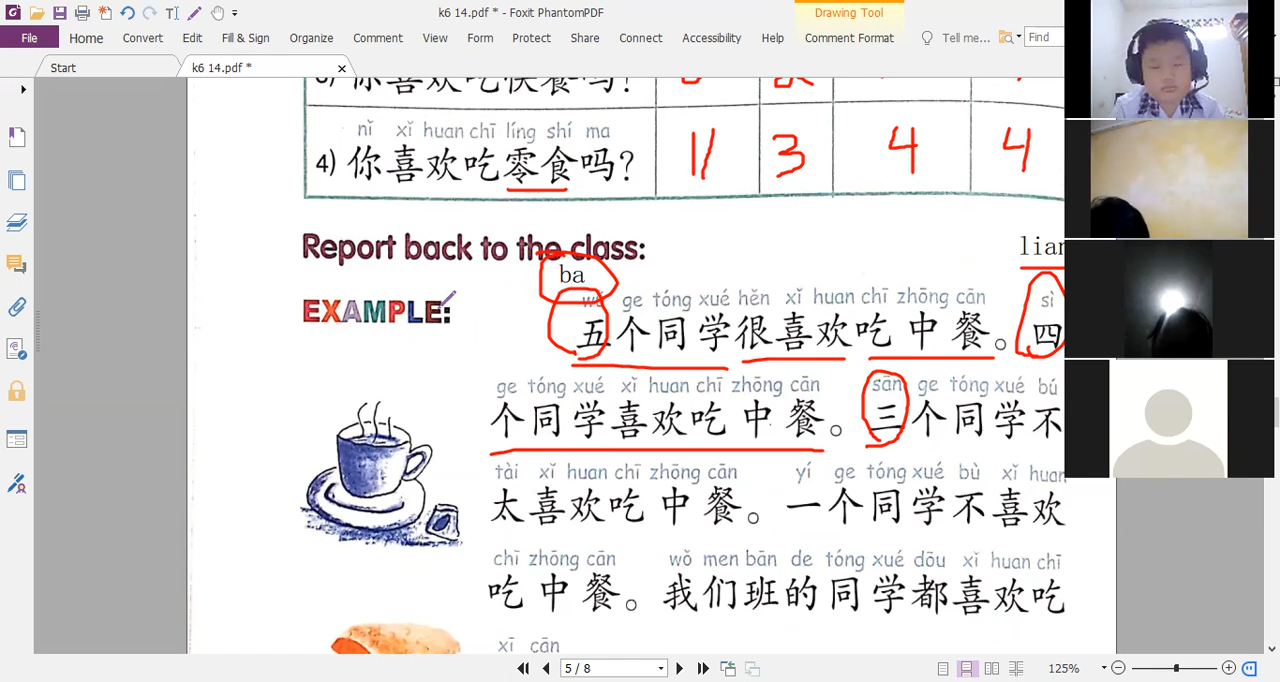 k6 14.pdf * - Foxit PhantomPDF
Drawing Tool
File Home Convert Edit Fill & Sign Organize Comment View Form Protect Share Connect Accessibility Help Comment Format Tell me... Find
Start
k6 14.pdf *
nǐ xǐ huan chī líng shí ma
4) 你喜欢吃零食吗? 11 3 4 4
Report back to the class:
ba
EXAMPLE:
wǔ ge tóng xué hěn xǐ huan chī zhōng cān sì
五个同学很喜欢吃中餐。四
ge tóng xué xǐ huan chī zhōng cān sān ge tóng xué bú
个同学喜欢吃中餐。三个同学不
tài xǐ huan chī zhōng cān yí ge tóng xué bù xǐ huan
太喜欢吃中餐。一个同学不喜欢
chī zhōng cān wǒ men bān de tóng xué dōu xǐ huan chī
吃中餐。我们班的同学都喜欢吃
xī cān
5 / 8
125%